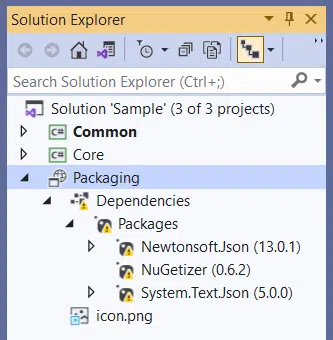 Solution Explorer
Search Solution Explorer (Ctrl+;)
Solution 'Sample' (3 of 3 projects)
C# Common
C# Core
Packaging
Dependencies
Packages
Newtonsoft.Json (13.0.1)
NuGetizer (0.6.2)
System.Text.Json (5.0.0)
icon.png